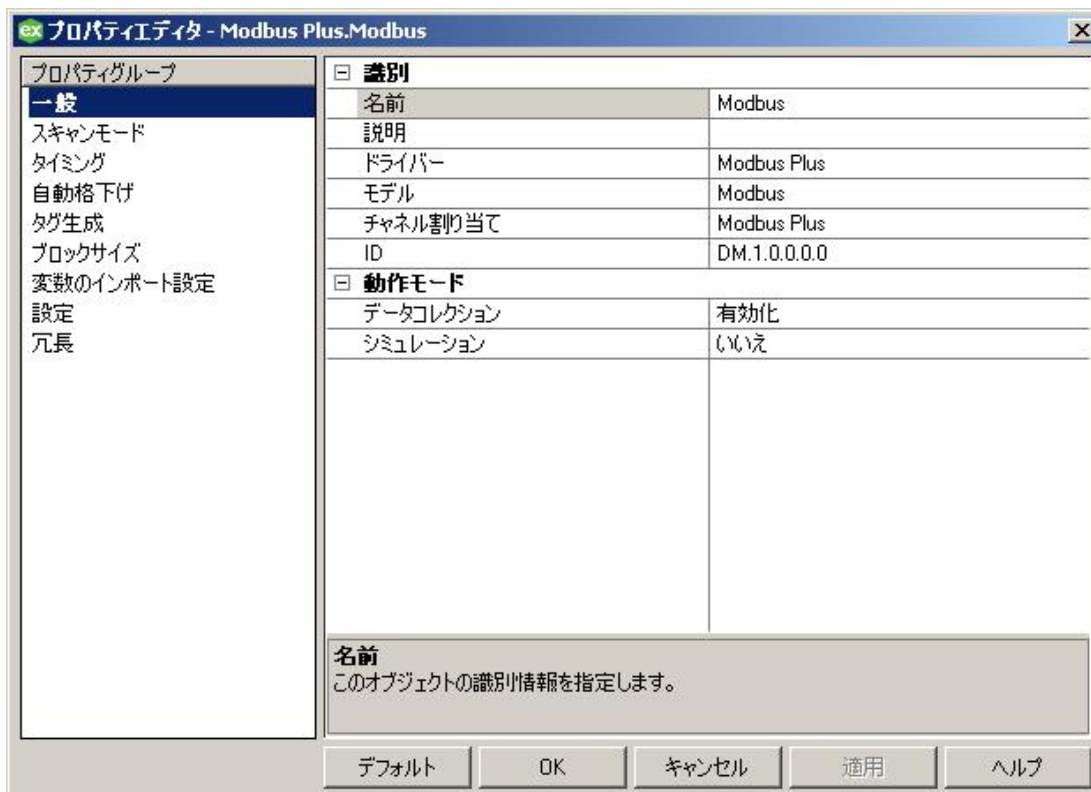 ex プロパティエディタ - Modbus Plus.Modbus
プロパティグループ
一般
スキャンモード
タイミング
自動格下げ
タグ生成
ブロックサイズ
変数のインポート設定
設定
冗長
識別
名前 Modbus
説明
ドライバー Modbus Plus
モデル Modbus
チャネル割り当て Modbus Plus
ID DM.1.0.0.0.0
動作モード
データコレクション 有効化
シミュレーション いいえ
名前
このオブジェクトの識別情報を指定します。
デフォルト OK キャンセル 適用 ヘルプ